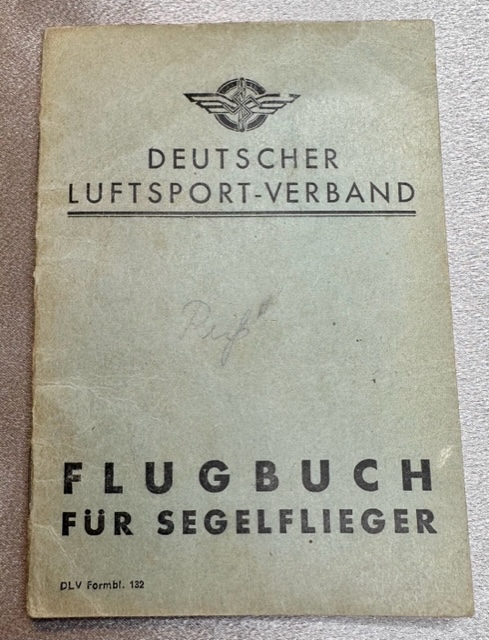 DEUTSCHER
LUFTSPORT-VERBAND
FLUGBUCH
FÜR SEGELFLIEGER
DLV Formbl. 132